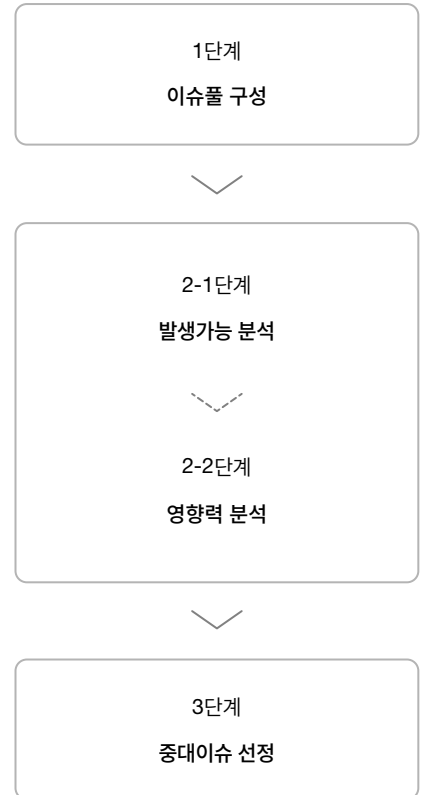 1단계
이슈풀 구성
2-1단계
발생가능 분석
2-2단계
영향력 분석
3단계
중대이슈 선정